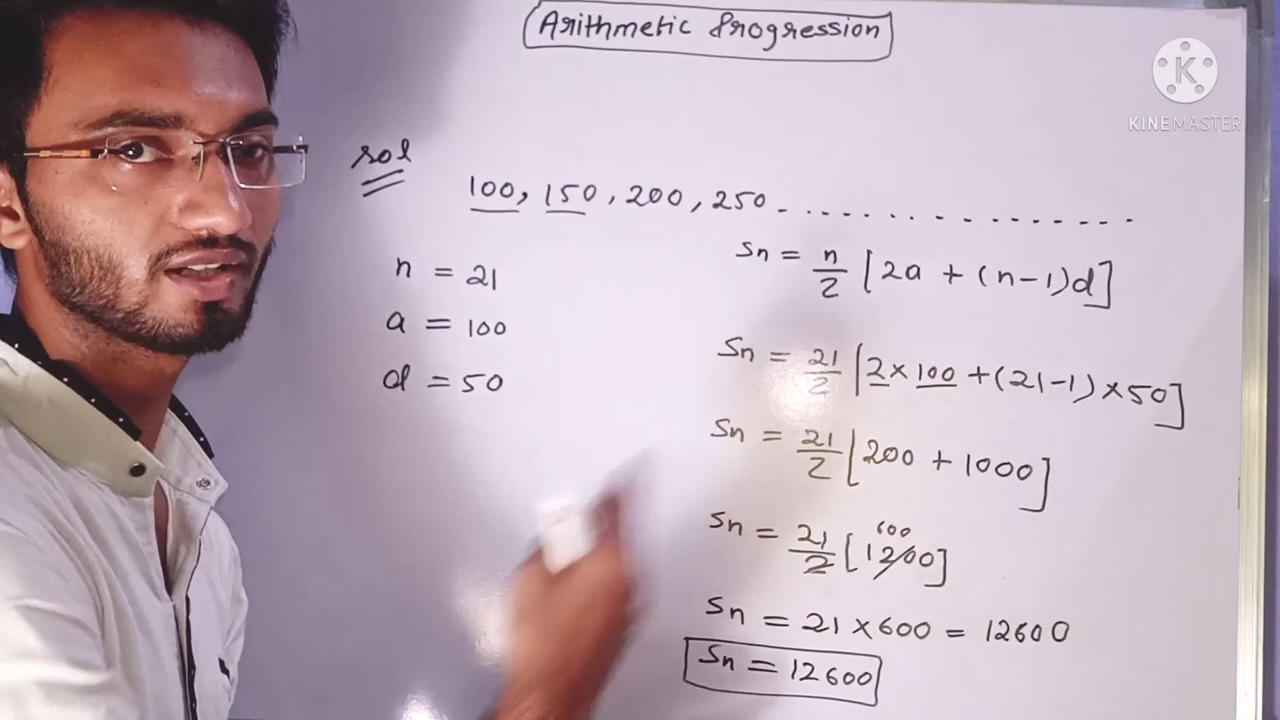 Arithmetic Progression
KINEMASTER
sol
100, 150, 200, 250 - ................
n = 21
a = 100
d = 50
Sn = n/2 [2a + (n-1)d]
Sn = 21/2 [2 × 100 + (21-1) × 50]
Sn = 21/2 [200 + 1000]
600
Sn = 21/2 [1200]
Sn = 21 × 600 = 12600
Sn = 12600